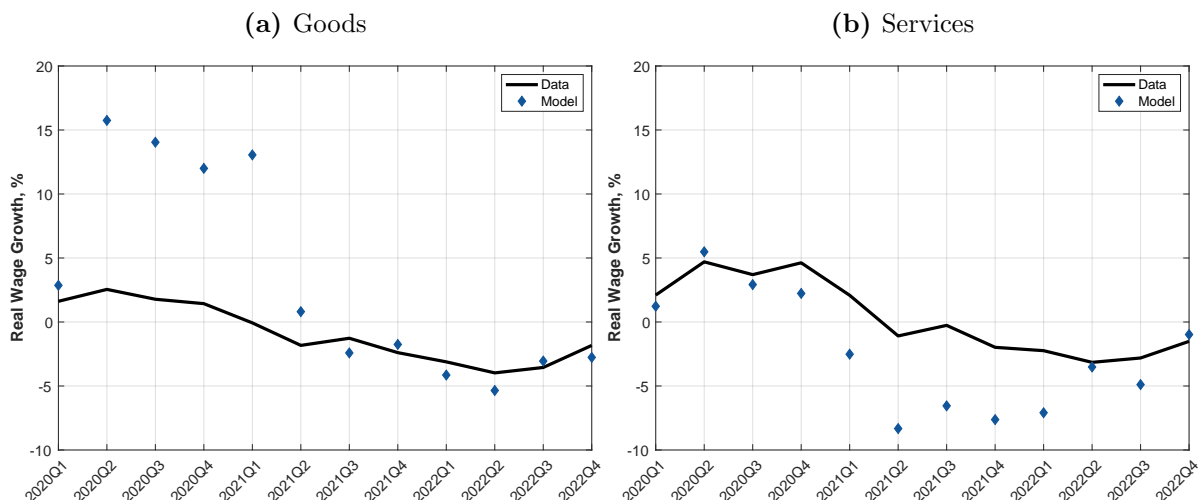 (a) Goods
20
15
10
5
0
-5
-10
Real Wage Growth, %
Data
Model
2020Q1
2020Q2
2020Q3
2020Q4
2021Q1
2021Q2
2021Q3
2021Q4
2022Q1
2022Q2
2022Q3
2022Q4
(b) Services
20
15
10
5
0
-5
-10
Real Wage Growth, %
Data
Model
2020Q1
2020Q2
2020Q3
2020Q4
2021Q1
2021Q2
2021Q3
2021Q4
2022Q1
2022Q2
2022Q3
2022Q4